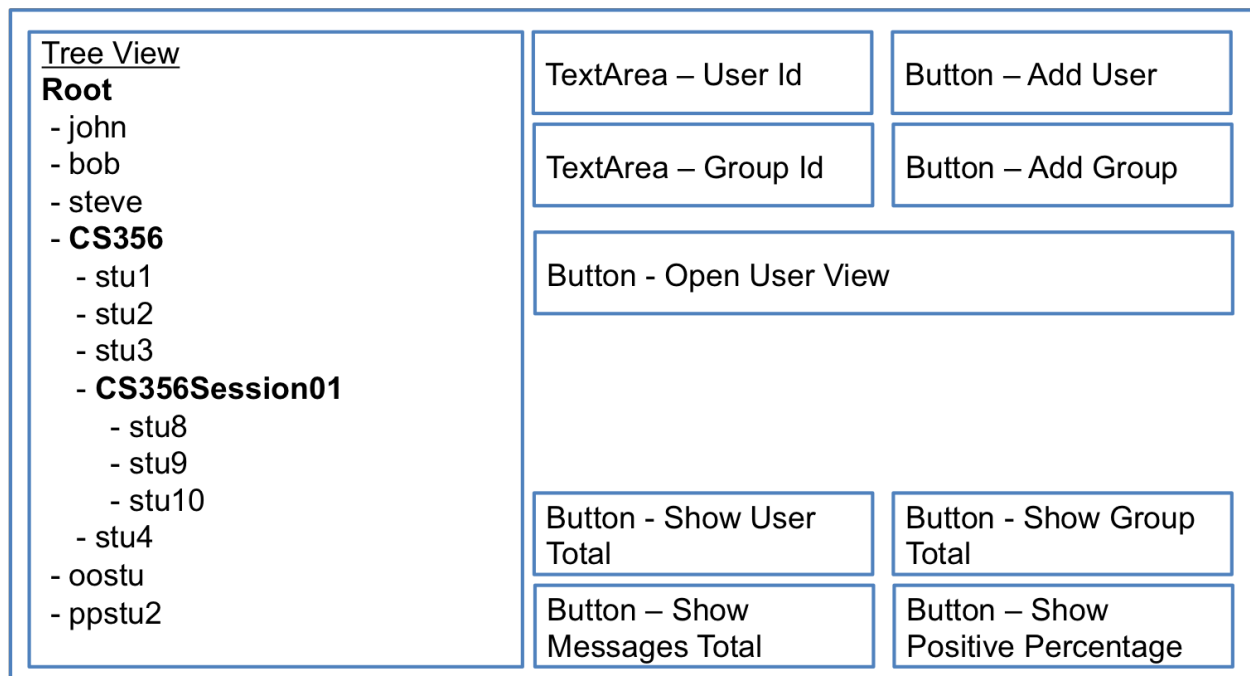 Tree View
Root
- john
- bob
- steve
- CS356
- stu1
- stu2
- stu3
- CS356Session01
- stu8
- stu9
- stu10
- stu4
- oostu
- ppstu2
TextArea – User Id
Button – Add User
TextArea – Group Id
Button – Add Group
Button - Open User View
Button - Show User
Total
Button - Show Group
Total
Button – Show
Messages Total
Button – Show
Positive Percentage